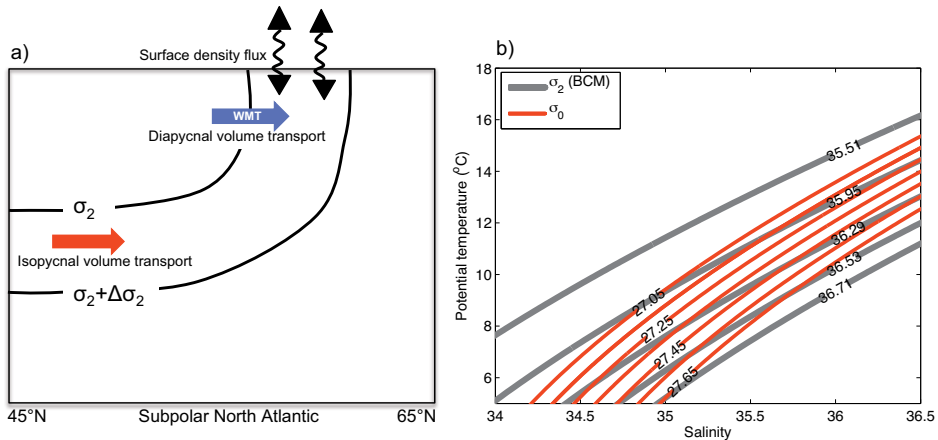 a)
Surface density flux
WMT
Diapycnal volume transport
σ2
Isopycnal volume transport
σ2+Δσ2
45°N
Subpolar North Atlantic
65°N
b)
σ2 (BCM)
σ0
Potential temperature (⁰C)
18
16
14
12
10
8
6
35.51
35.95
36.29
36.53
36.71
27.05
27.25
27.45
27.65
34
34.5
35
35.5
36
36.5
Salinity